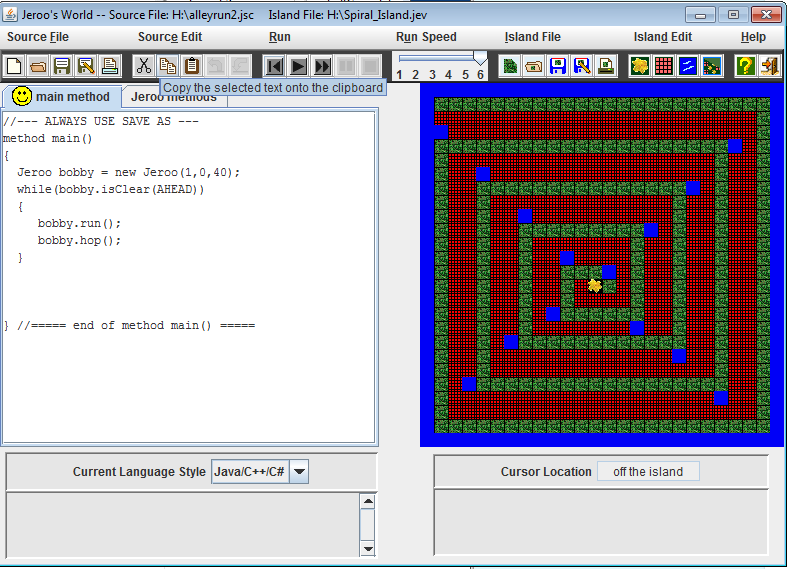 Jeroo's World -- Source File: H:\alleyrun2.jsc Island File: H:\Spiral_Island.jev
Source File Source Edit Run Run Speed Island File Island Edit Help
1 2 3 4 5 6
Copy the selected text onto the clipboard
main method Jeroo methods
//--- ALWAYS USE SAVE AS ---
method main()
{
Jeroo bobby = new Jeroo(1,0,40);
while(bobby.isClear(AHEAD))
{
bobby.run();
bobby.hop();
}
} //===== end of method main() =====
Current Language Style Java/C++/C#
Cursor Location off the island